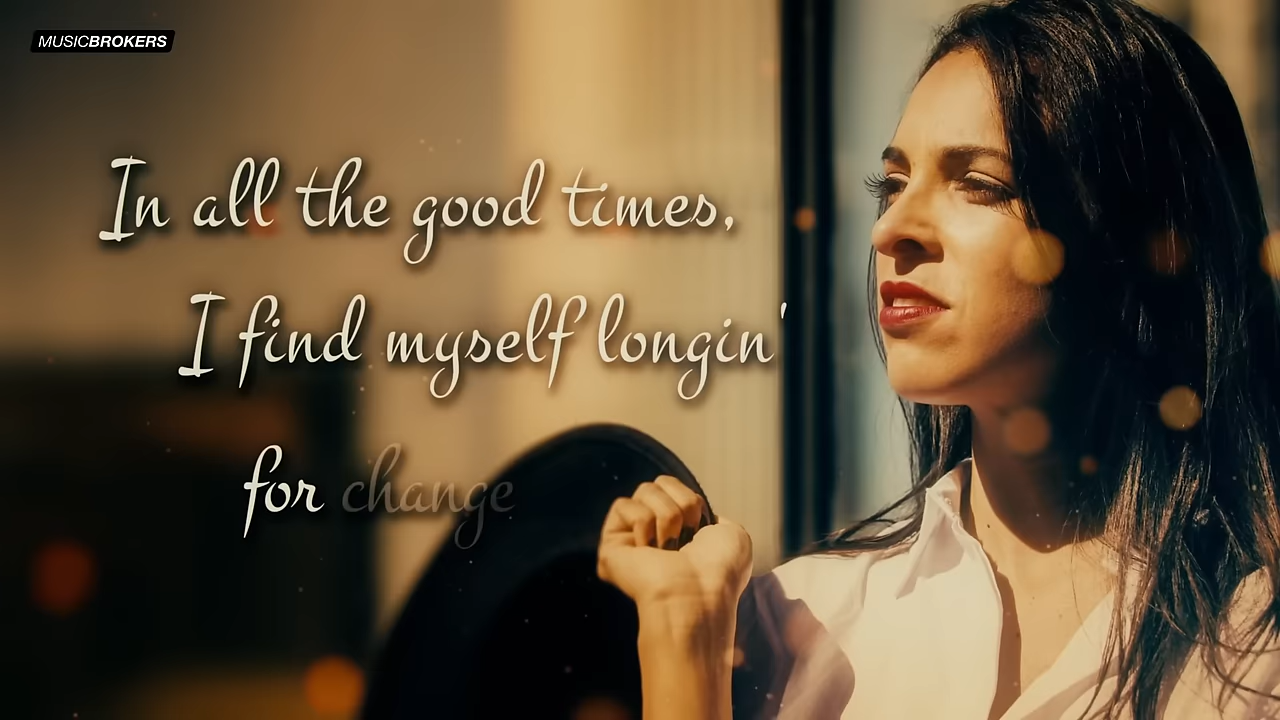 MUSICBROKERS
In all the good times,
I find myself longin'
for change